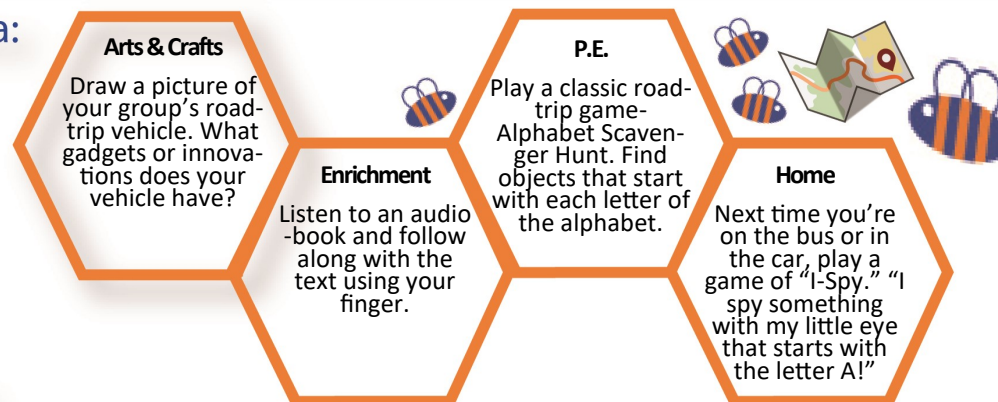 a:
Arts & Crafts
Draw a picture of
your group's road-
trip vehicle. What
gadgets or innova-
tions does your
vehicle have?
Enrichment
Listen to an audio
-book and follow
along with the
text using your
finger.
P.E.
Play a classic road-
trip game-
Alphabet Scaven-
ger Hunt. Find
objects that start
with each letter of
the alphabet.
Home
Next time you're
on the bus or in
the car, play a
game of "I-Spy." "I
spy something
with my little eye
that starts with
the letter A!"